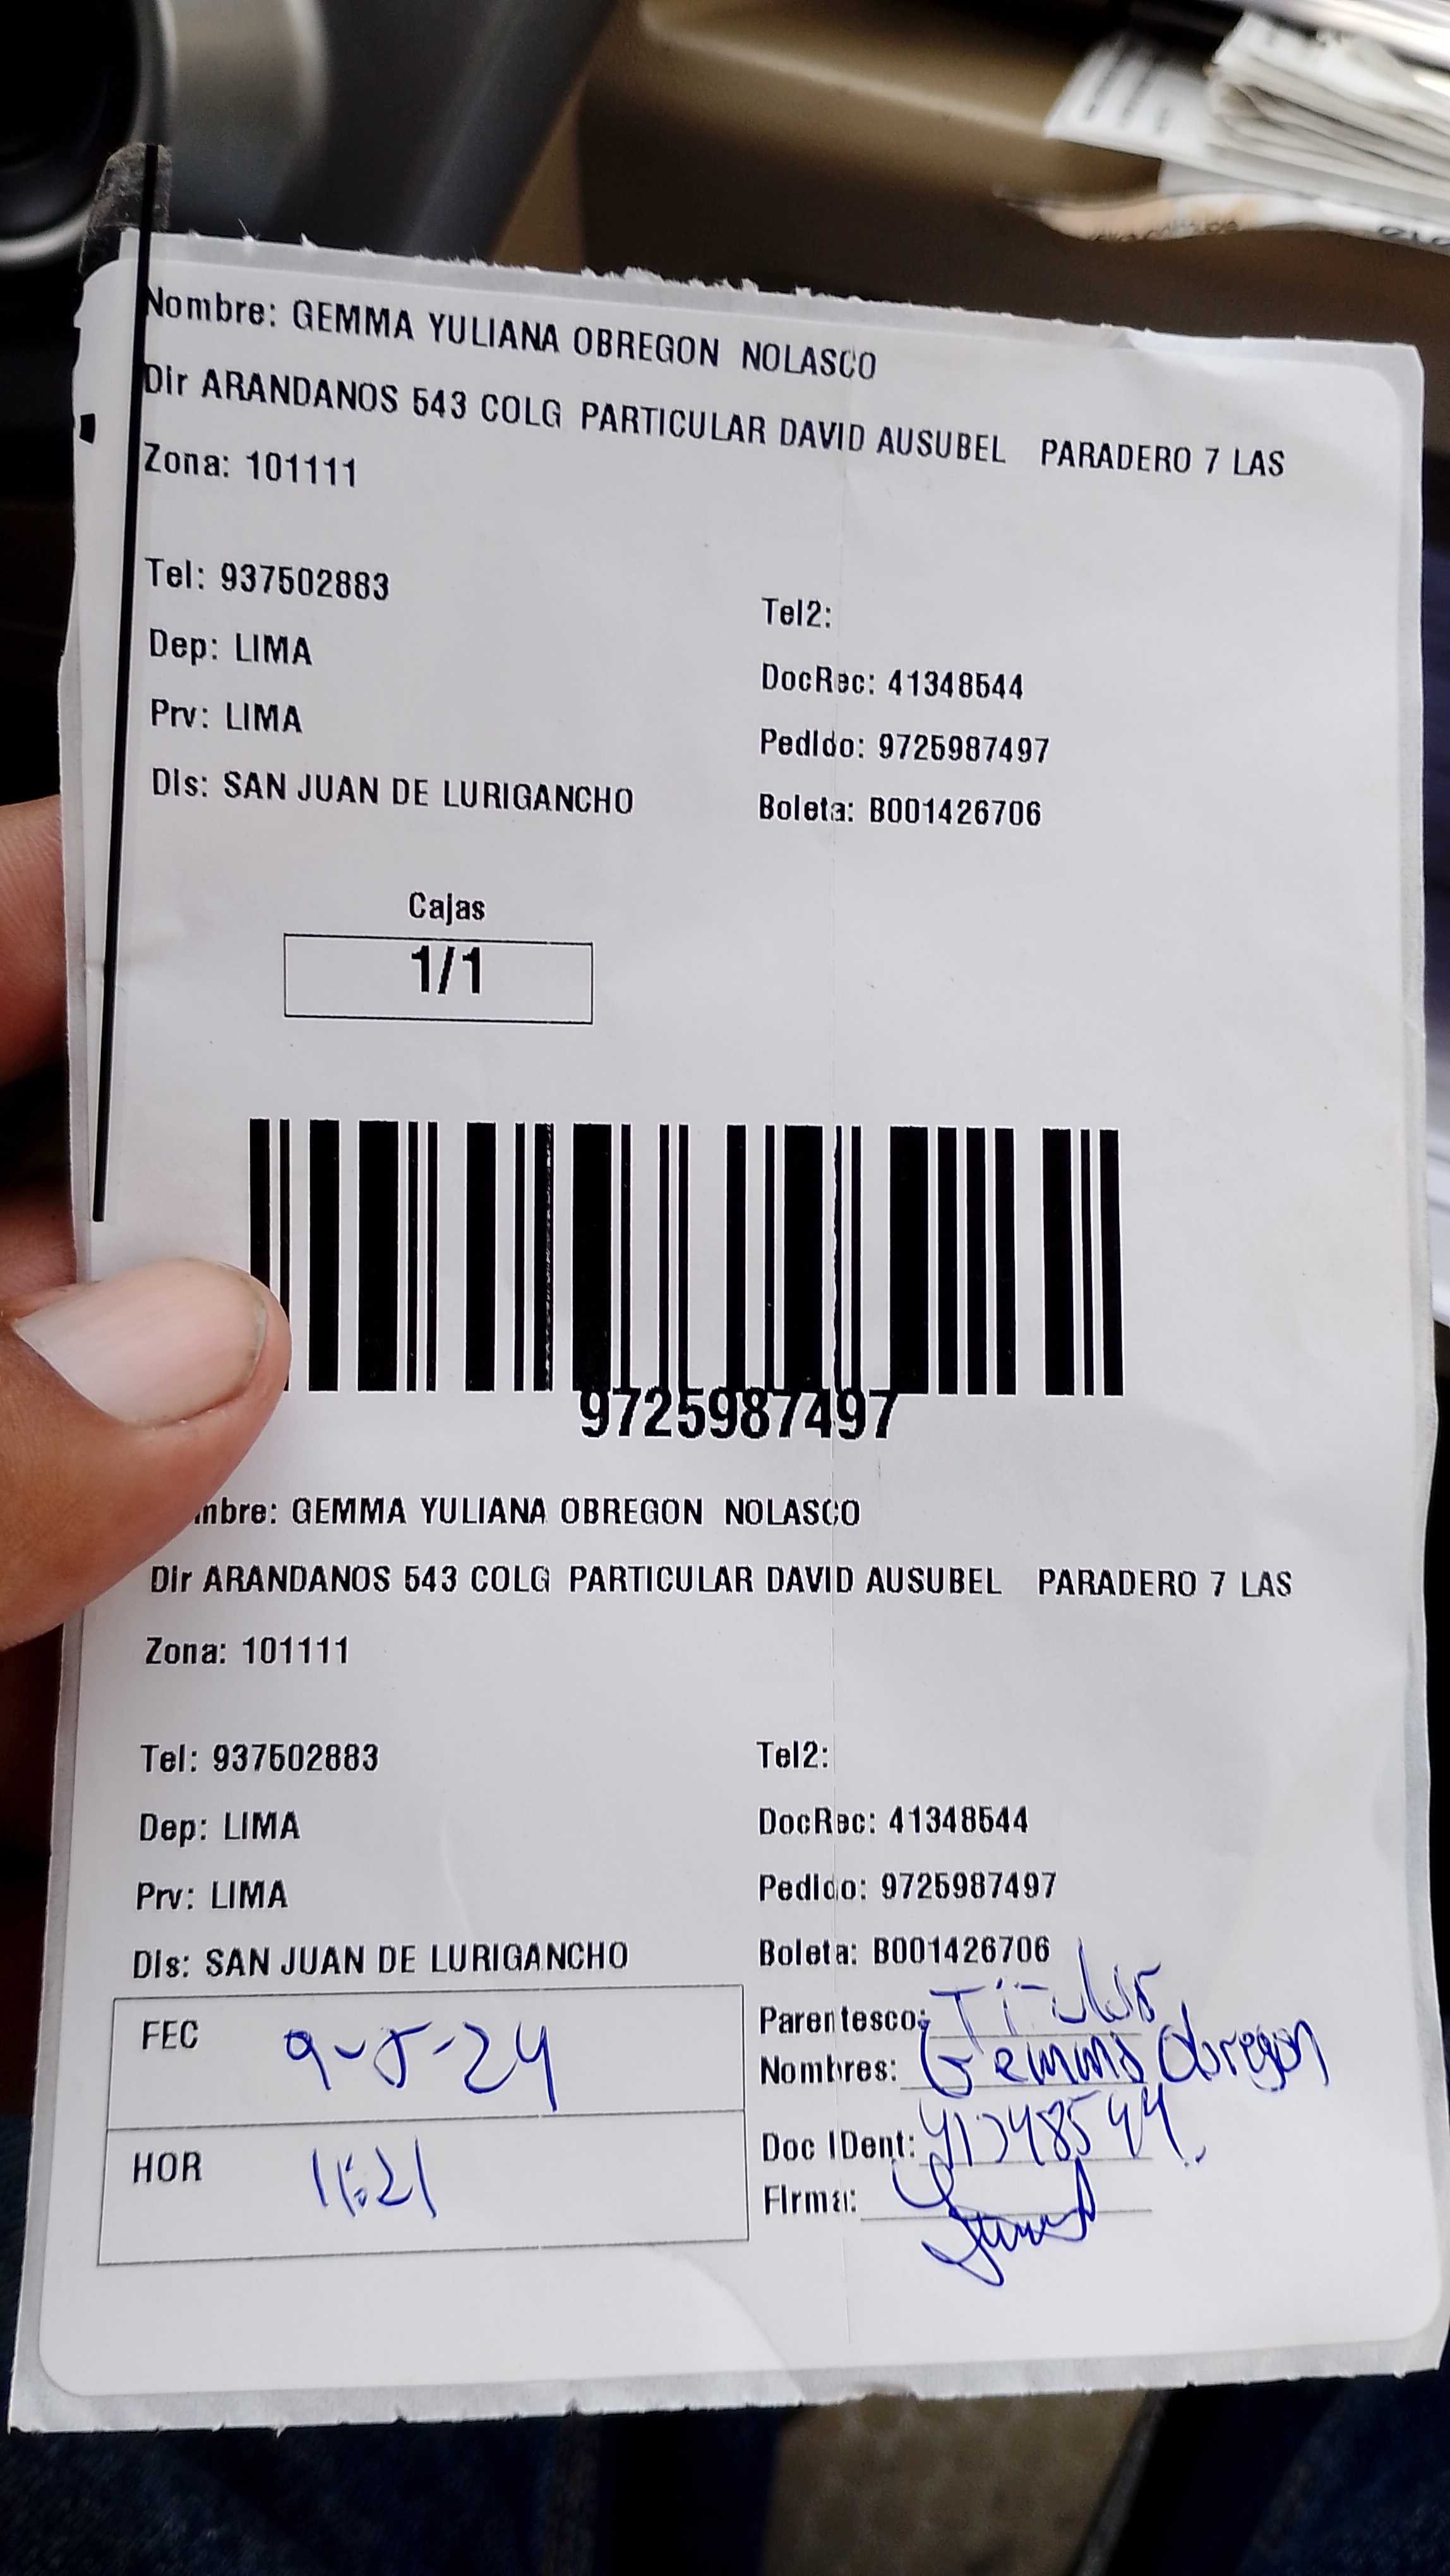 Nombre: GEMMA YULIANA OBREGON NOLASCO
Dir ARANDANOS 543 COLG PARTICULAR DAVID AUSUBEL PARADERO 7 LAS
Zona: 101111
Tel: 937502883
Tel2:
Dep: LIMA
DocRec: 41348544
Prv: LIMA
Pedido: 9725987497
Dis: SAN JUAN DE LURIGANCHO
Boleta: B001426706
Cajas
1/1
9725987497
mbre: GEMMA YULIANA OBREGON NOLASCO
Dir ARANDANOS 543 COLG PARTICULAR DAVID AUSUBEL PARADERO 7 LAS
Zona: 101111
Tel: 937502883
Tel2:
Dep: LIMA
DocRec: 41348544
Prv: LIMA
Pedido: 9725987497
Dis: SAN JUAN DE LURIGANCHO
Boleta: B001426706
FEC 9-5-24
Parentesco: Titular
Nombres: Gemma Obregon
HOR 11:21
Doc IDent: 41348544
Firma: